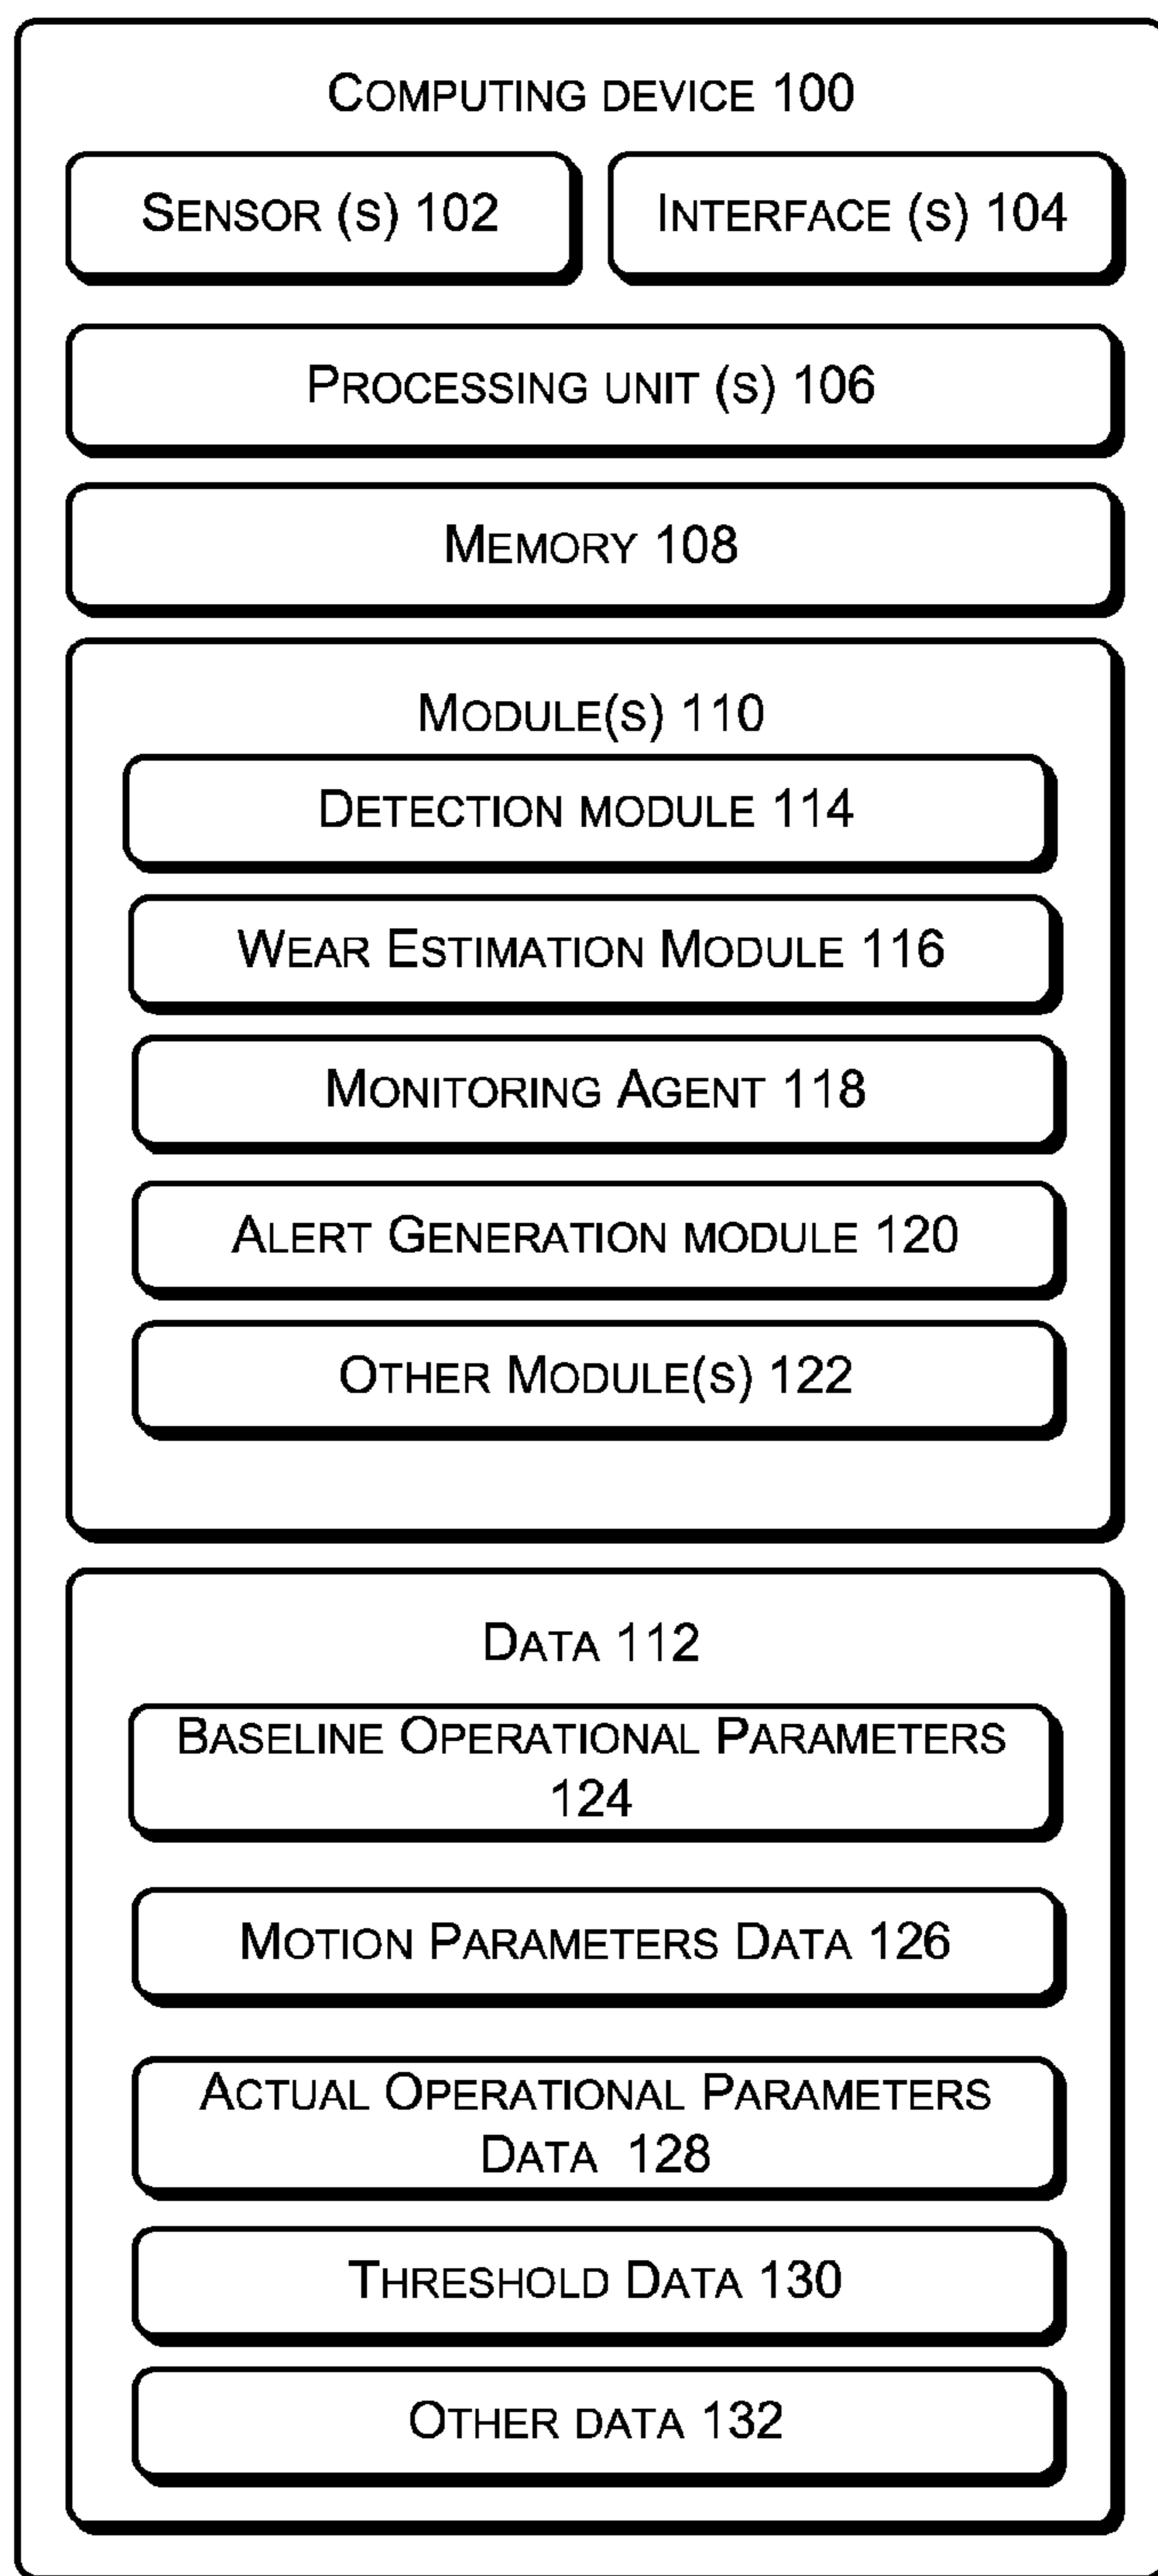 COMPUTING DEVICE 100
SENSOR (S) 102
INTERFACE (S) 104
PROCESSING UNIT (S) 106
MEMORY 108
MODULE(S) 110
DETECTION MODULE 114
WEAR ESTIMATION MODULE 116
MONITORING AGENT 118
ALERT GENERATION MODULE 120
OTHER MODULE(S) 122
DATA 112
BASELINE OPERATIONAL PARAMETERS
124
MOTION PARAMETERS DATA 126
ACTUAL OPERATIONAL PARAMETERS
DATA 128
THRESHOLD DATA 130
OTHER DATA 132